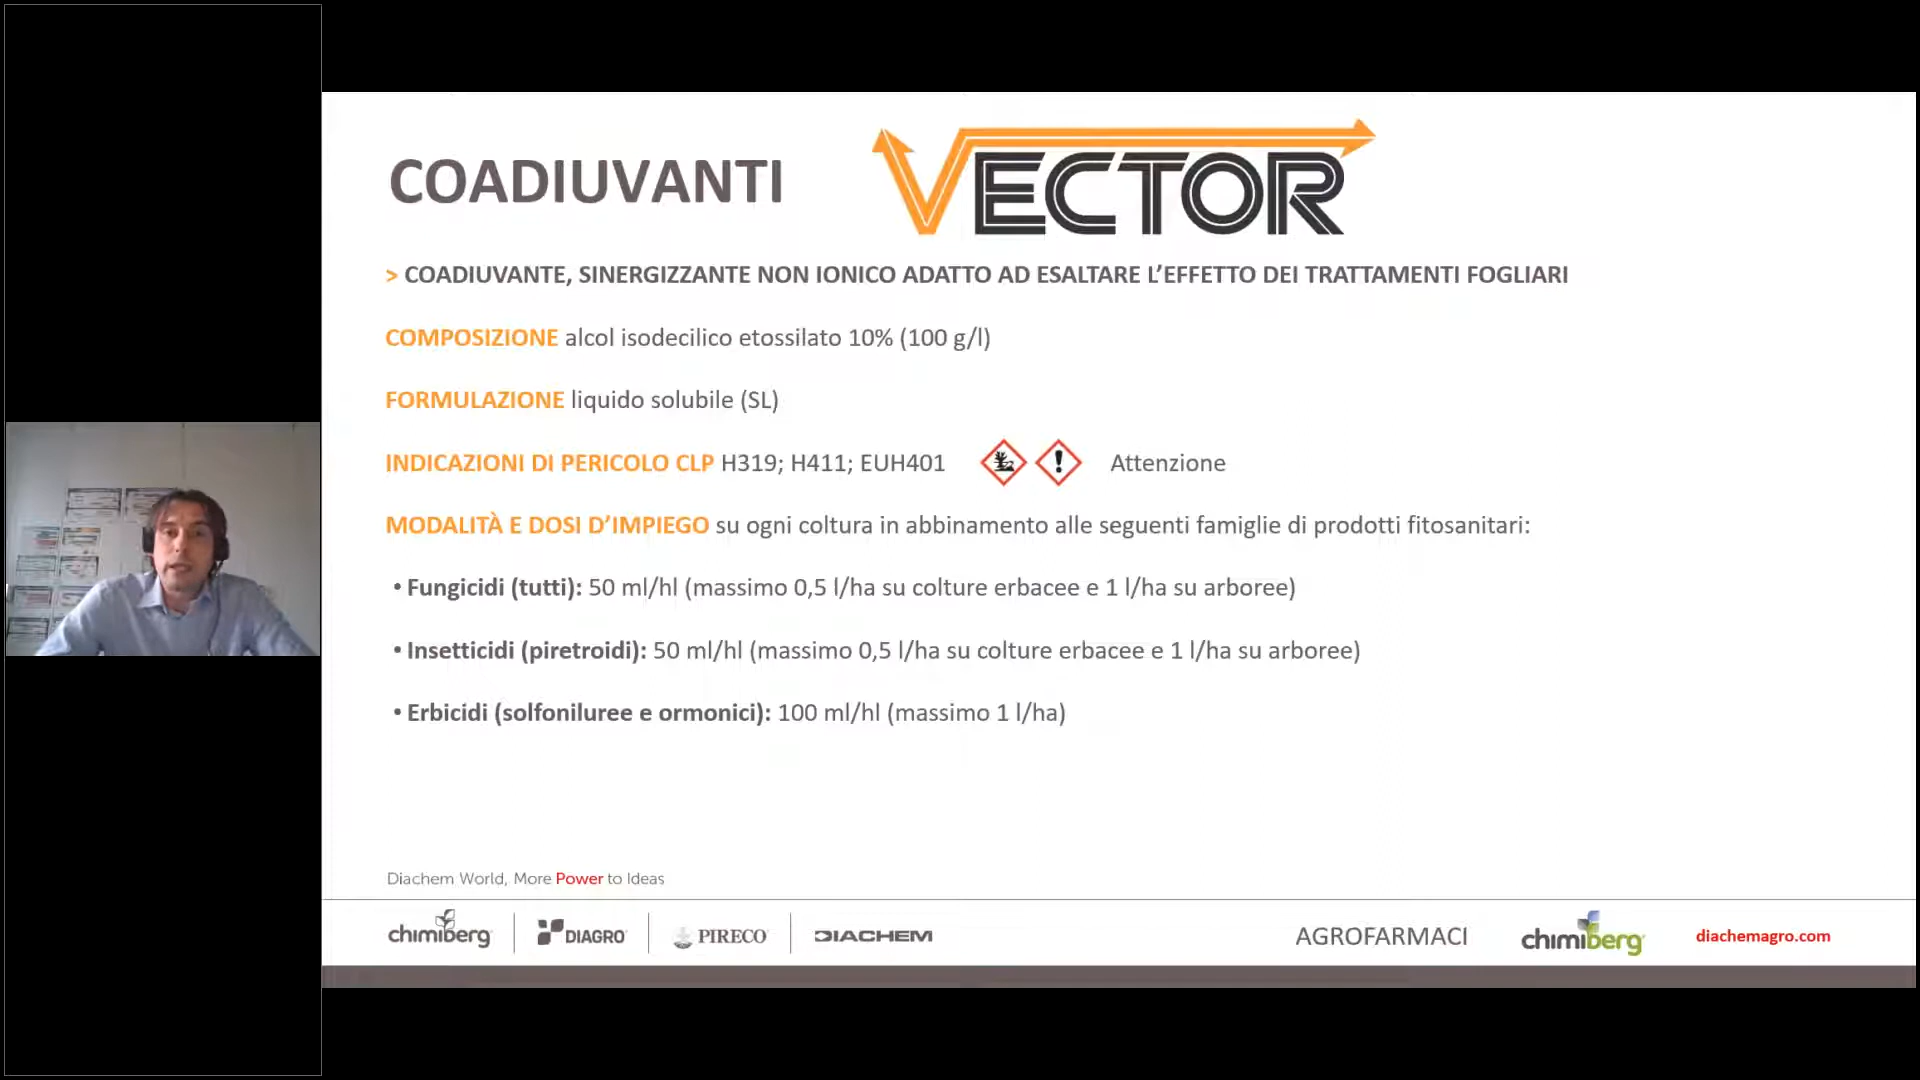 COADIUVANTI
VECTOR
> COADIUVANTE, SINERGIZZANTE NON IONICO ADATTO AD ESALTARE L’EFFETTO DEI TRATTAMENTI FOGLIARI
COMPOSIZIONE alcol isodecilico etossilato 10% (100 g/l)
FORMULAZIONE liquido solubile (SL)
INDICAZIONI DI PERICOLO CLP H319; H411; EUH401 Attenzione
MODALITÀ E DOSI D’IMPIEGO su ogni coltura in abbinamento alle seguenti famiglie di prodotti fitosanitari:
• Fungicidi (tutti): 50 ml/hl (massimo 0,5 l/ha su colture erbacee e 1 l/ha su arboree)
• Insetticidi (piretroidi): 50 ml/hl (massimo 0,5 l/ha su colture erbacee e 1 l/ha su arboree)
• Erbicidi (solfoniluree e ormonici): 100 ml/hl (massimo 1 l/ha)
Diachem World, More Power to Ideas
chimiberg DIAGRO PIRECO DIACHEM AGROFARMACI chimiberg diachemagro.com